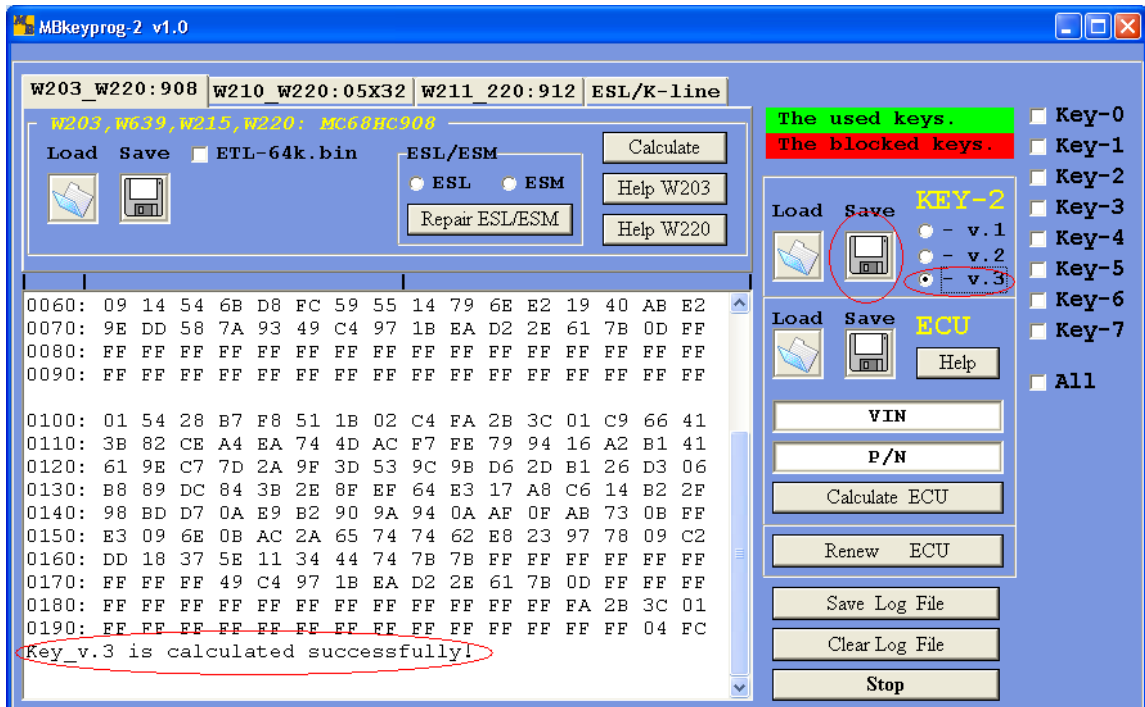 MBkeyprog-2 v1.0
W203_W220:908 W210_W220:05X32 W211_220:912 ESL/K-line
W203,W639,W215,W220: MC68HC908
Load Save ETL-64k.bin
ESL/ESM
ESL ESM
Repair ESL/ESM
Calculate
Help W203
Help W220
0060: 09 14 54 6B D8 FC 59 55 14 79 6E E2 19 40 AB E2
0070: 9E DD 58 7A 93 49 C4 97 1B EA D2 2E 61 7B 0D FF
0080: FF FF FF FF FF FF FF FF FF FF FF FF FF FF FF FF
0090: FF FF FF FF FF FF FF FF FF FF FF FF FF FF FF FF
0100: 01 54 28 B7 F8 51 1B 02 C4 FA 2B 3C 01 C9 66 41
0110: 3B 82 CE A4 EA 74 4D AC F7 FE 79 94 16 A2 B1 41
0120: 61 9E C7 7D 2A 9F 3D 53 9C 9B D6 2D B1 26 D3 06
0130: B8 89 DC 84 3B 2E 8F EF 64 E3 17 A8 C6 14 B2 2F
0140: 98 BD D7 0A E9 B2 90 9A 94 0A AF 0F AB 73 0B FF
0150: E3 09 6E 0B AC 2A 65 74 74 62 E8 23 97 78 09 C2
0160: DD 18 37 5E 11 34 44 74 7B 7B FF FF FF FF FF FF
0170: FF FF FF 49 C4 97 1B EA D2 2E 61 7B 0D FF FF FF
0180: FF FF FF FF FF FF FF FF FF FF FF FF FA 2B 3C 01
0190: FF FF FF FF FF FF FF FF FF FF FF FF FF FF 04 FC
Key_v.3 is calculated successfully!
The used keys.
The blocked keys.
Load Save KEY-2
- v.1
- v.2
- v.3
Load Save ECU
Help
VIN
P/N
Calculate ECU
Renew ECU
Save Log File
Clear Log File
Stop
Key-0
Key-1
Key-2
Key-3
Key-4
Key-5
Key-6
Key-7
All